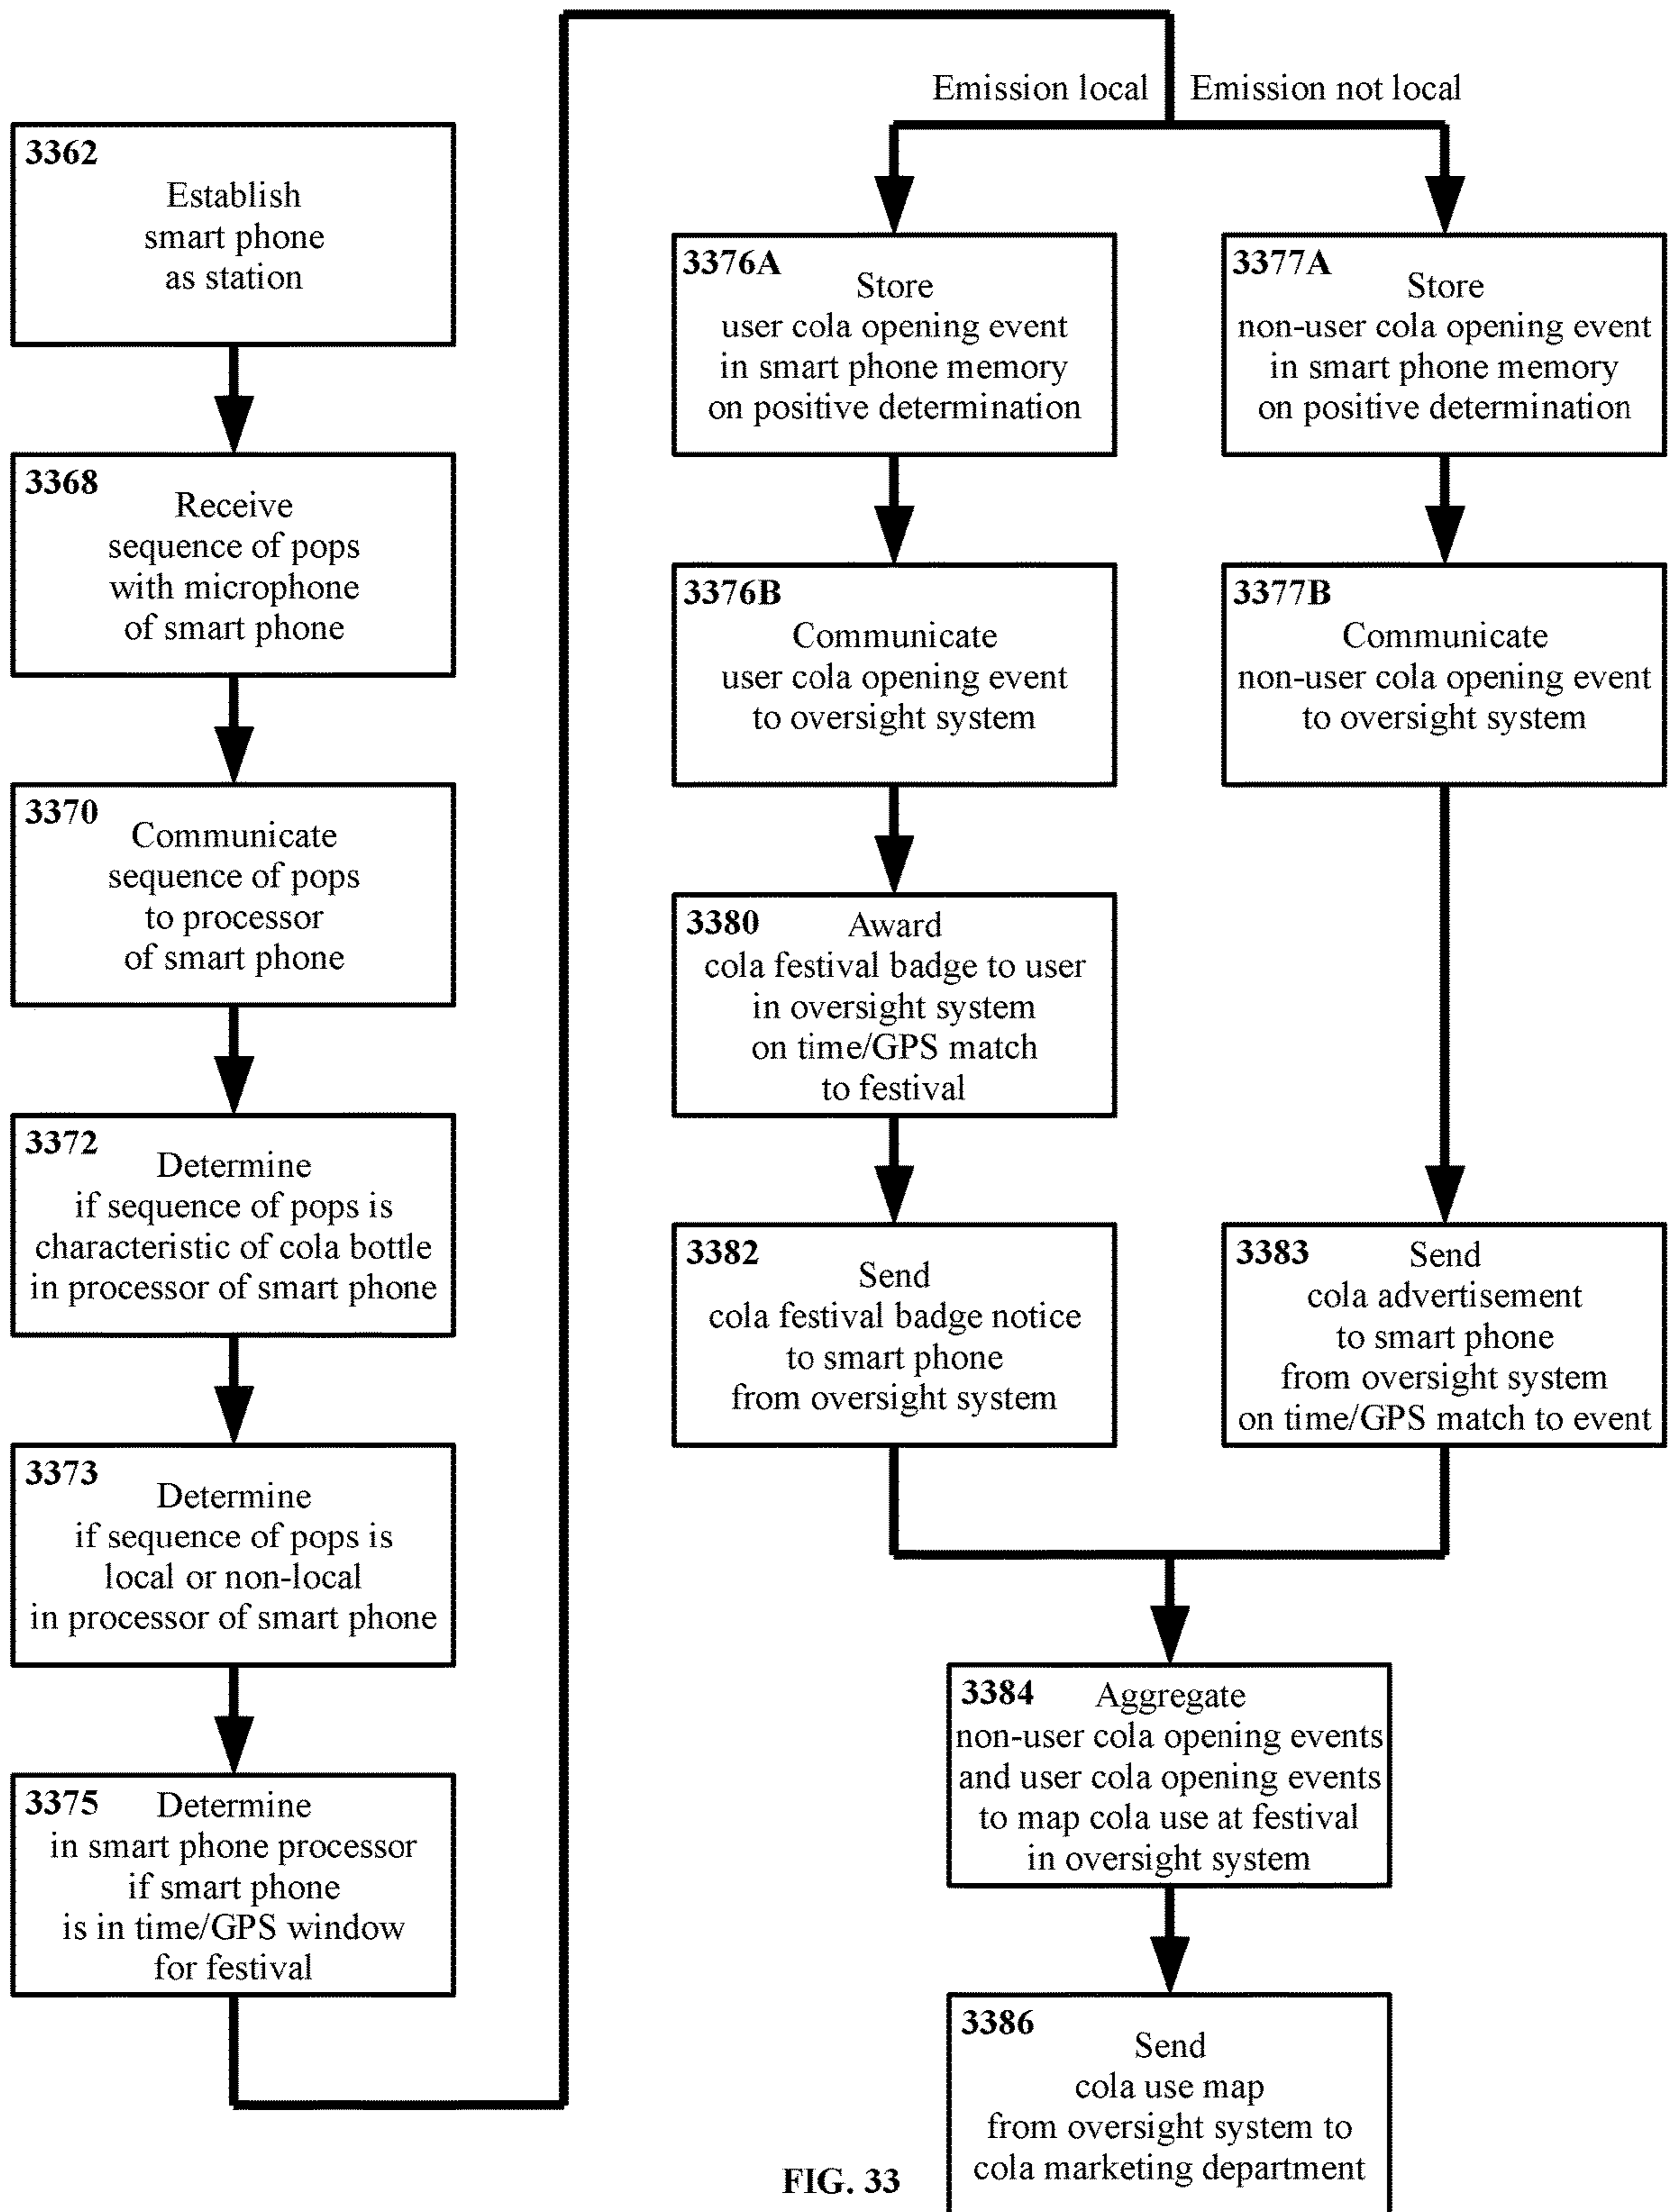 3362
Establish
smart phone
as station
3368
Receive
sequence of pops
with microphone
of smart phone
3370
Communicate
sequence of pops
to processor
of smart phone
3372
Determine
if sequence of pops is
characteristic of cola bottle
in processor of smart phone
3373
Determine
if sequence of pops is
local or non-local
in processor of smart phone
3375 Determine
in smart phone processor
if smart phone
is in time/GPS window
for festival
Emission local
Emission not local
3376A
Store
user cola opening event
in smart phone memory
on positive determination
3376B
Communicate
user cola opening event
to oversight system
3380 Award
cola festival badge to user
in oversight system
on time/GPS match
to festival
3382
Send
cola festival badge notice
to smart phone
from oversight system
3377A
Store
non-user cola opening event
in smart phone memory
on positive determination
3377B
Communicate
non-user cola opening event
to oversight system
3383 Send
cola advertisement
to smart phone
from oversight system
on time/GPS match to event
3384 Aggregate
non-user cola opening events
and user cola opening events
to map cola use at festival
in oversight system
3386
Send
cola use map
from oversight system to
cola marketing department
FIG. 33